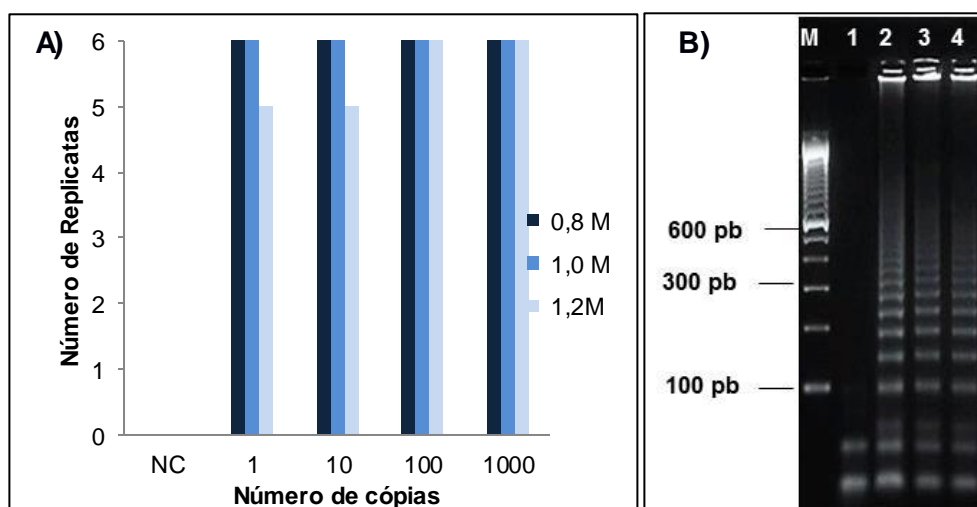 A)
Número de Replicatas
6
5
4
3
2
1
0
NC 1 10 100 1000
Número de cópias
0,8 M
1,0 M
1,2M
B)
M 1 2 3 4
600 pb
300 pb
100 pb